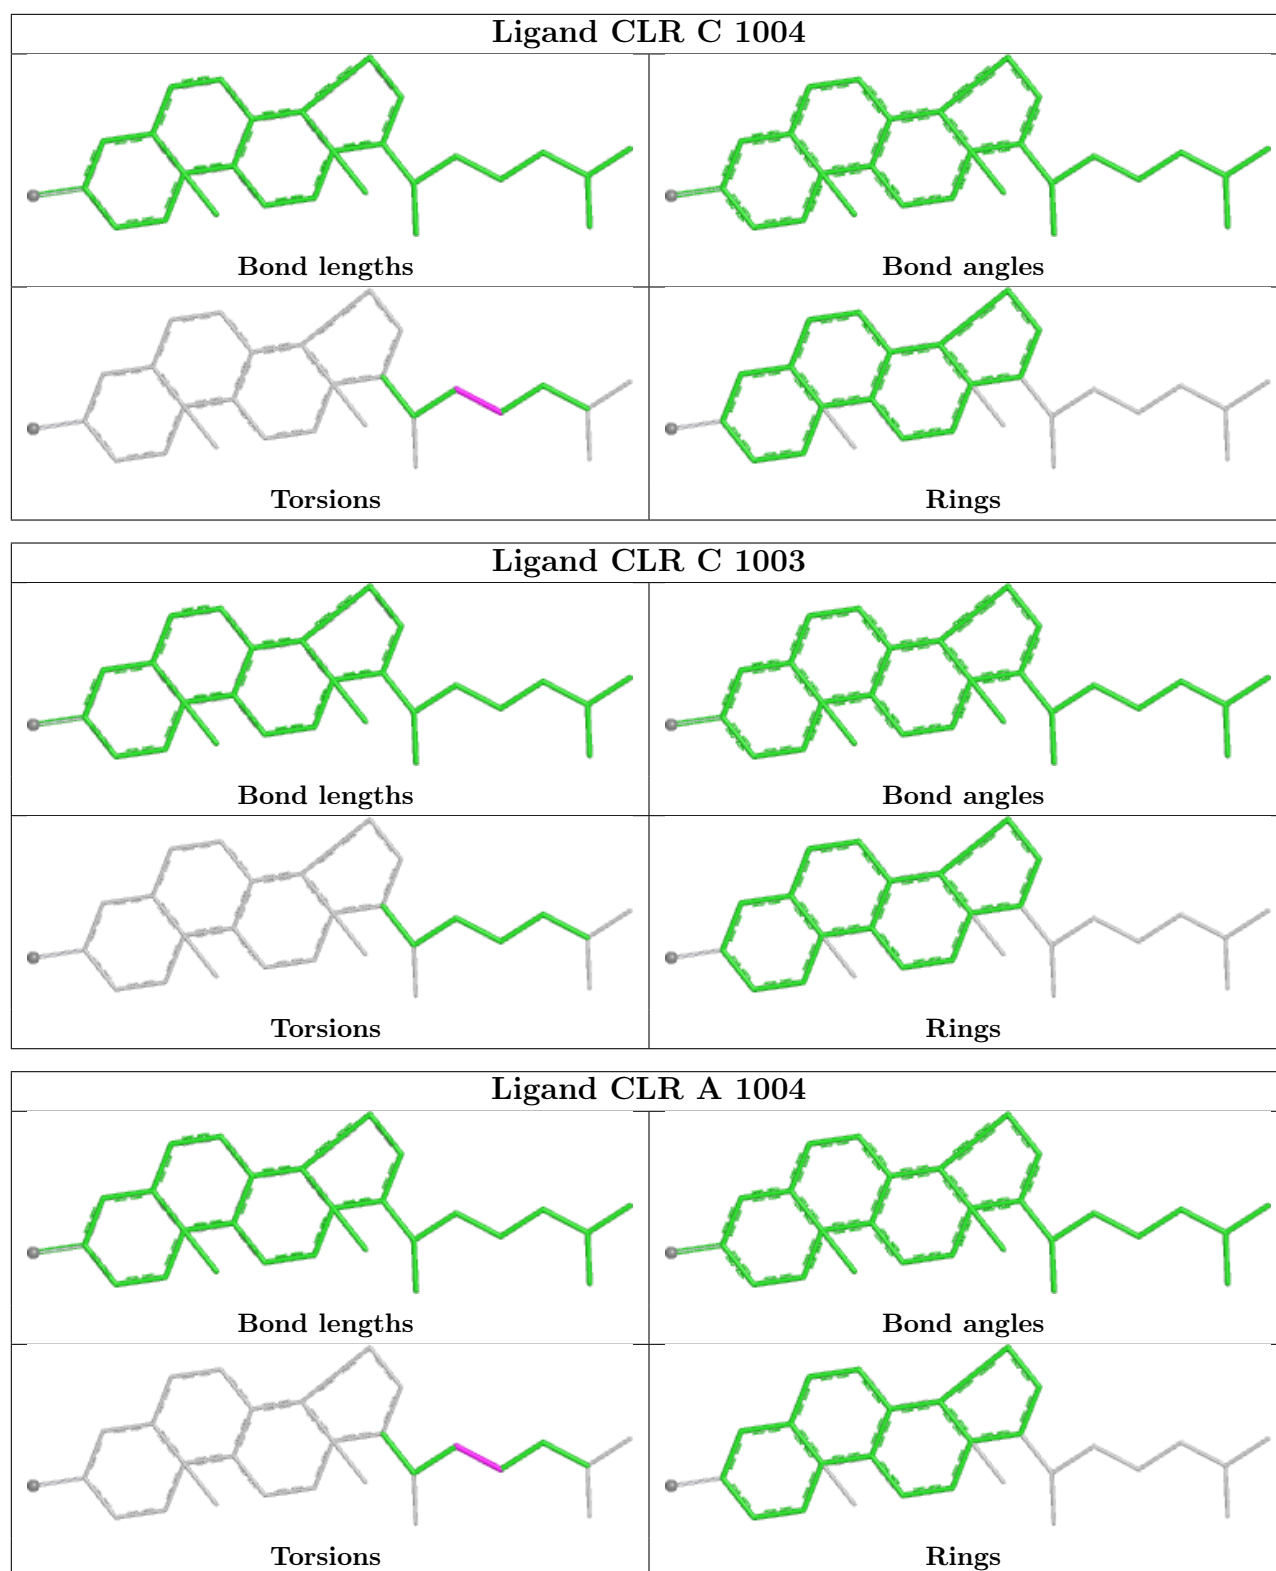 Ligand CLR C 1004
Bond lengths
Bond angles
Torsions
Rings
Ligand CLR C 1003
Bond lengths
Bond angles
Torsions
Rings
Ligand CLR A 1004
Bond lengths
Bond angles
Torsions
Rings